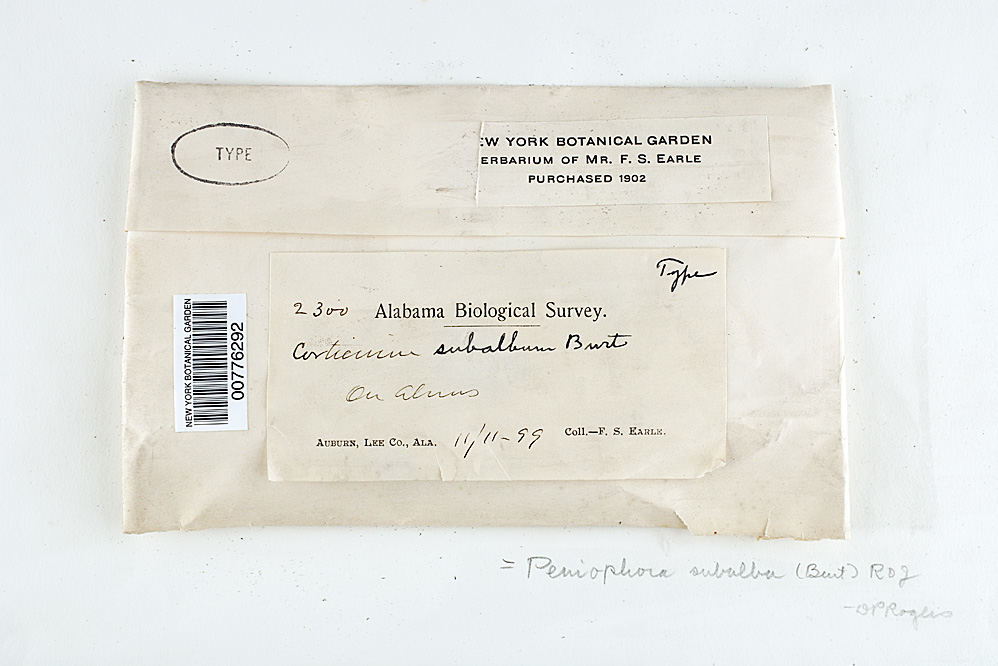 TYPE
EW YORK BOTANICAL GARDEN
ERBARIUM OF MR. F. S. EARLE
PURCHASED 1902
Type
2300 Alabama Biological Survey.
Corticium subalbum Burt
On Alnus
AUBURN, LEE CO., ALA. 11/11-99 Coll.—F. S. EARLE.
NEW YORK BOTANICAL GARDEN
00776292
= Peniophora subalba (Burt) Rog
- DPRogers